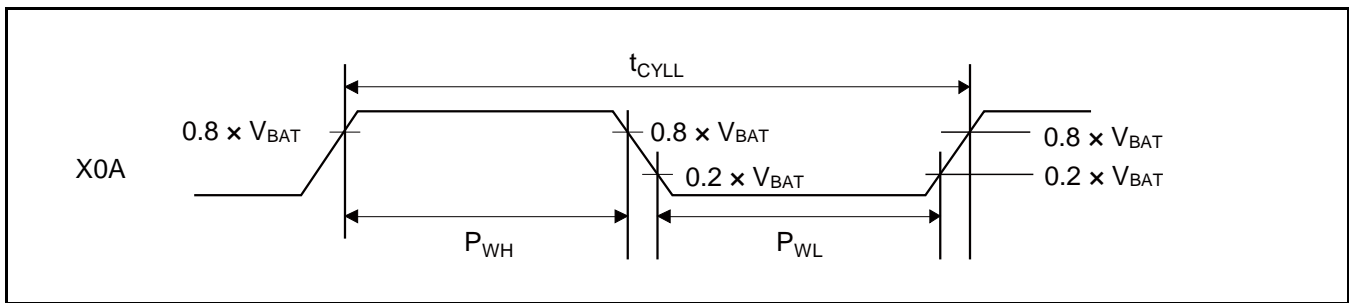 tCYLL
0.8 × VBAT
0.8 × VBAT
0.8 × VBAT
X0A
0.2 × VBAT
0.2 × VBAT
PWH
PWL